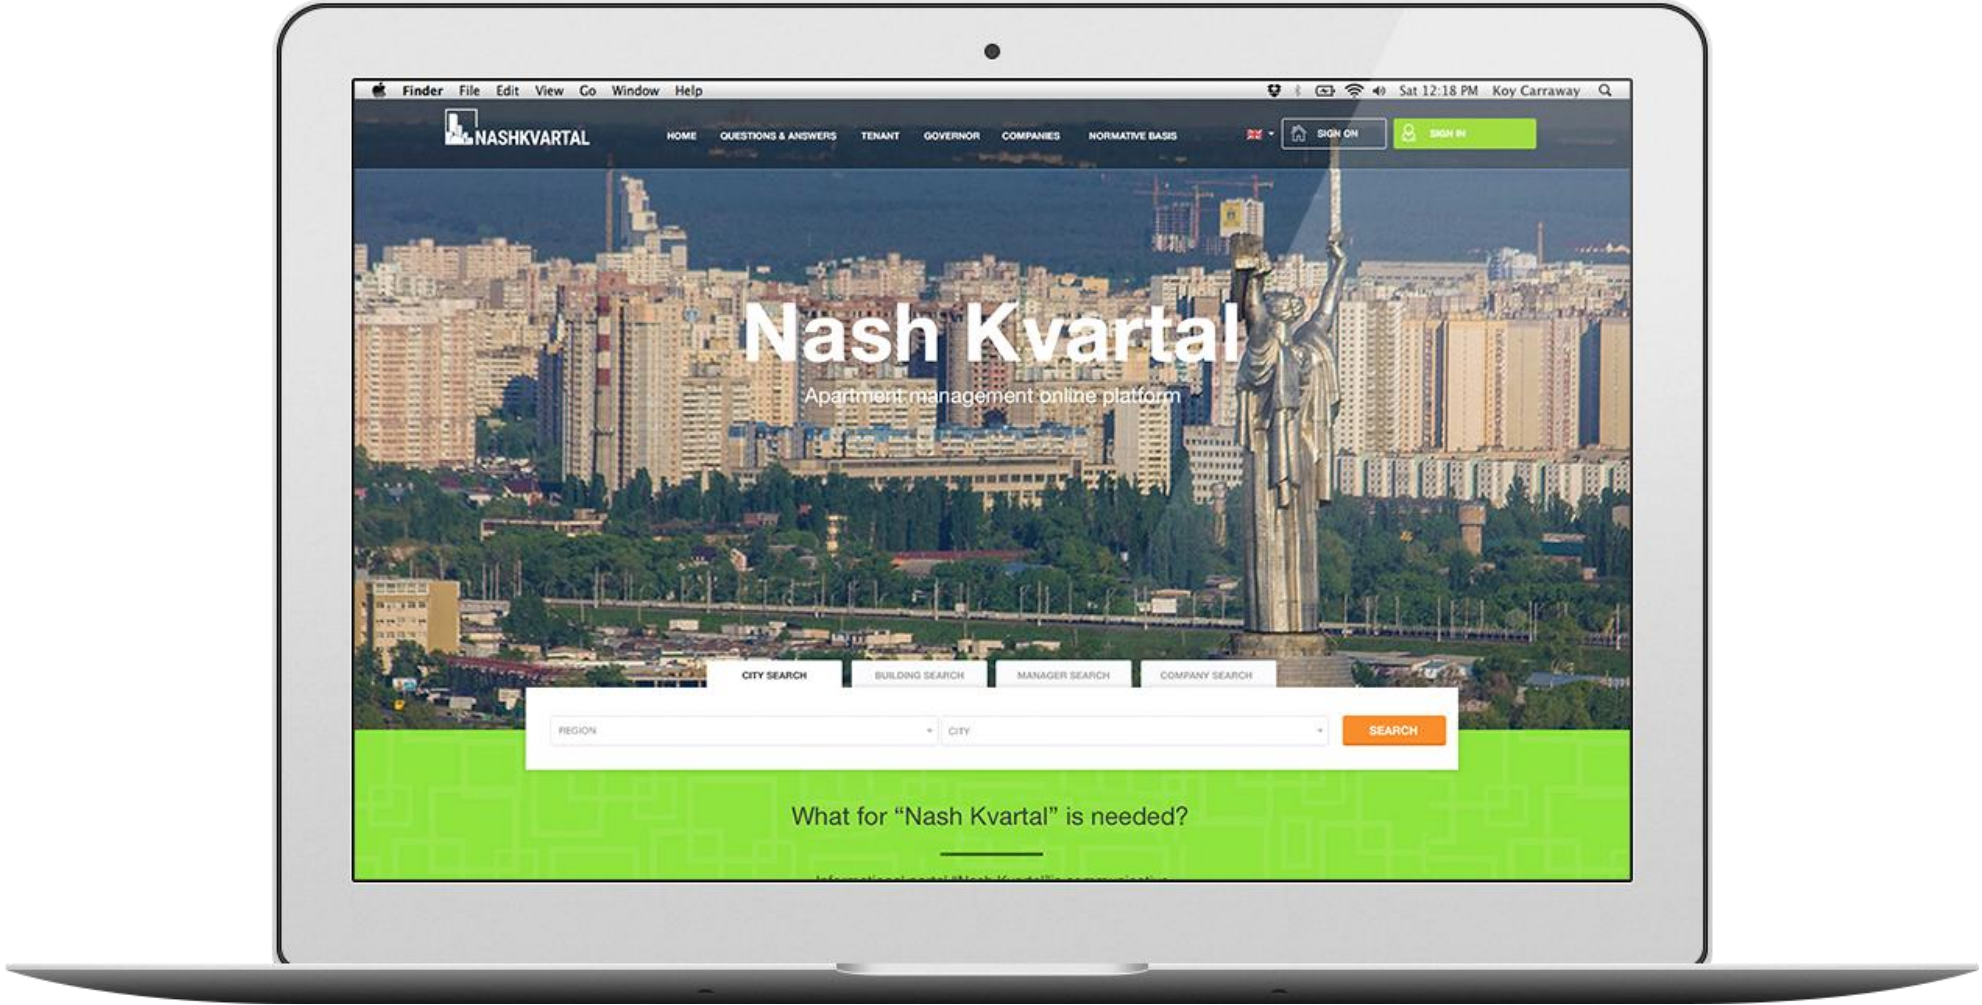 Finder File Edit View Go Window Help
Sat 12:18 PM Koy Carraway
NASHKVARTAL
HOME QUESTIONS & ANSWERS TENANT GOVERNOR COMPANIES NORMATIVE BASIS
SIGN ON
SIGN IN
Nash Kvartal
Apartment management online platform
CITY SEARCH BUILDING SEARCH MANAGER SEARCH COMPANY SEARCH
REGION CITY SEARCH
What for “Nash Kvartal” is needed?